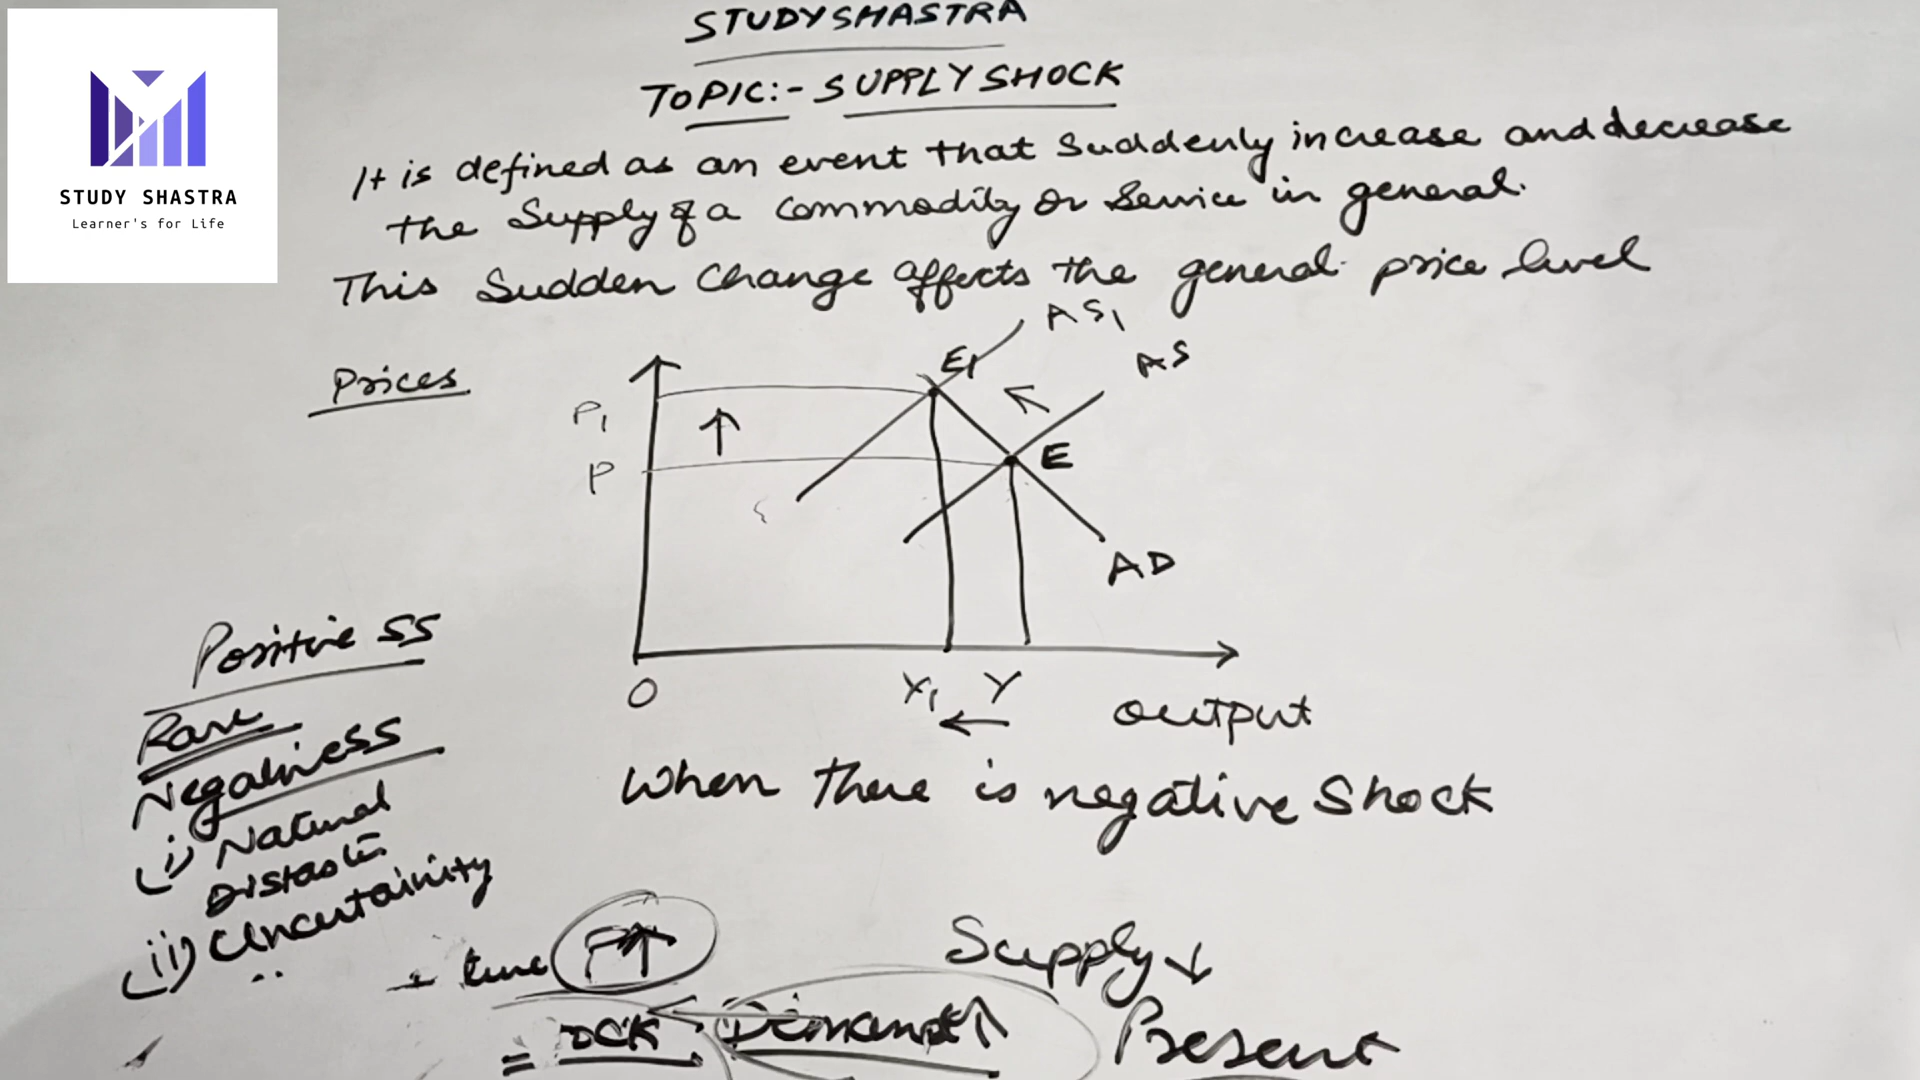 STUDYSHASTRA
TOPIC:- SUPPLY SHOCK
It is defined as an event that suddenly increase and decrease
the supply of a commodity or service in general.
This sudden change affects the general price level
STUDY SHASTRA
Learner's for Life
Prices
P1
P
E1
AS1
AS
E
AD
O
X1
Y
output
When there is negative shock
Positive SS
Rare
Negative SS
(i) Natural
(ii) Uncertainity
P↑
Supply ↓
Demand ↑
Present